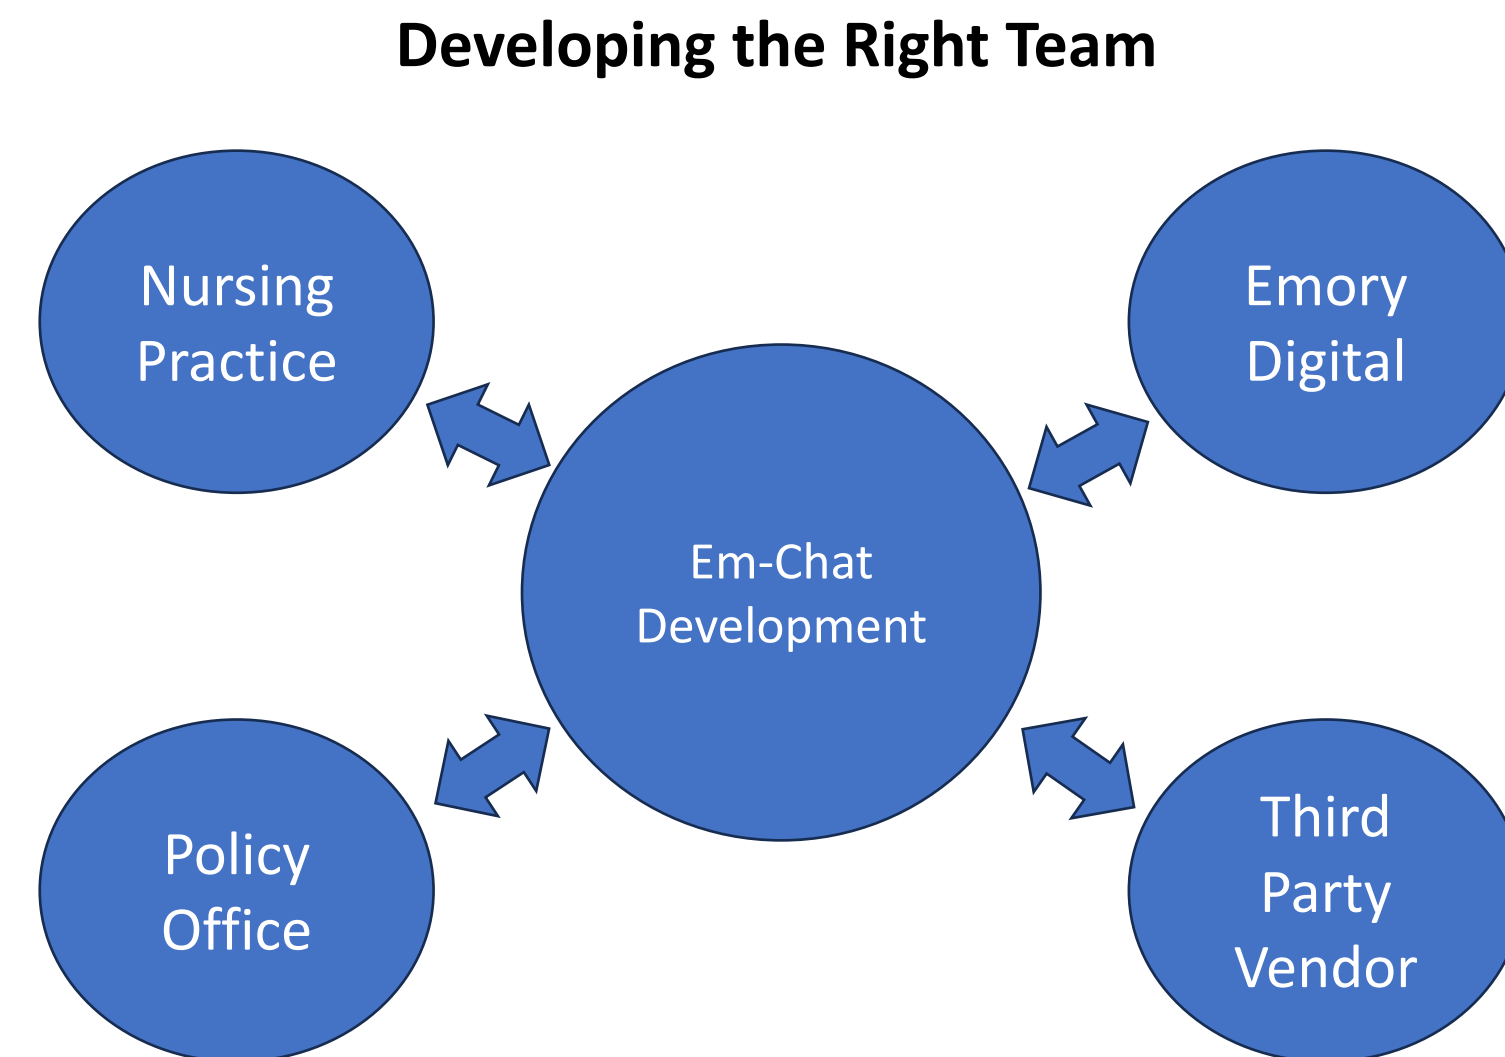 Developing the Right Team
Nursing
Practice
Emory
Digital
Em-Chat
Development
Policy
Office
Third
Party
Vendor